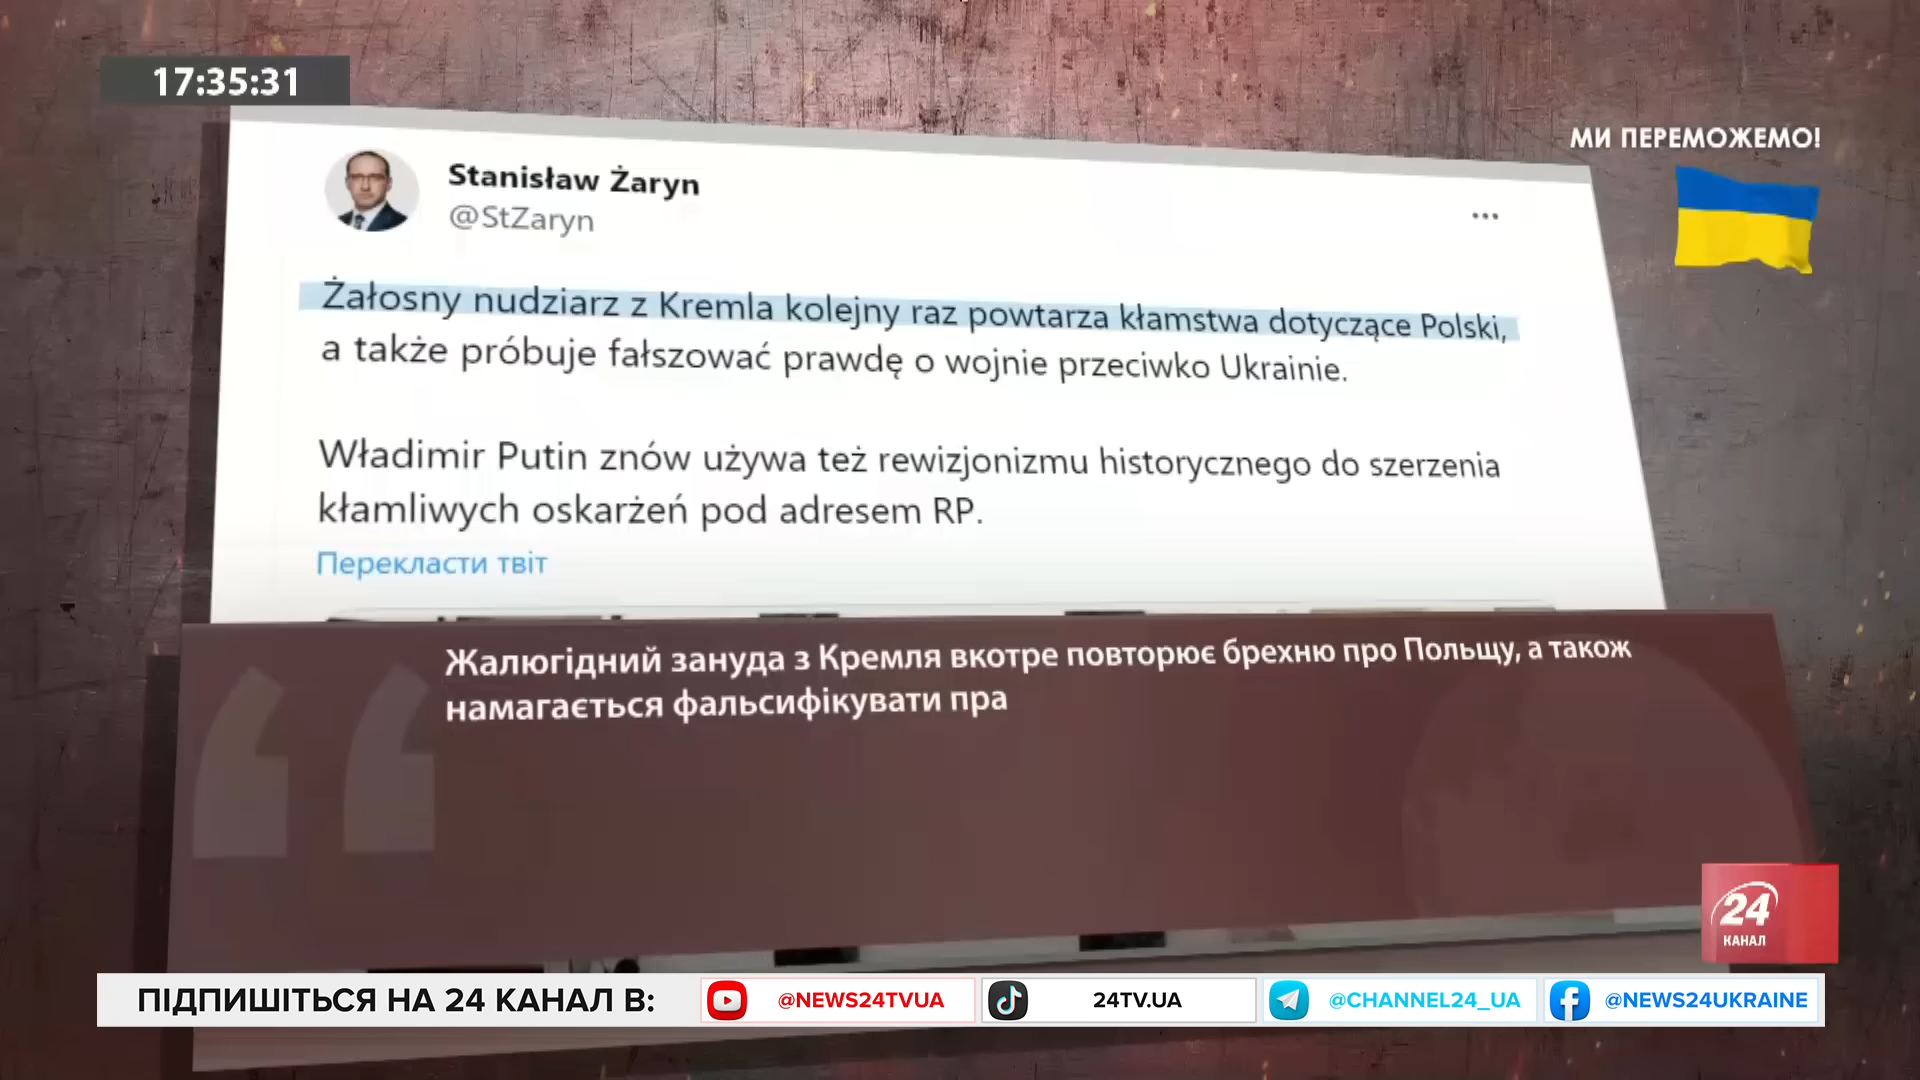 17:35:31
МИ ПЕРЕМОЖЕМО!
Stanisław Żaryn
@StZaryn
Żałosny nudziarz z Kremla kolejny raz powtarza kłamstwa dotyczące Polski,
a także próbuje fałszować prawdę o wojnie przeciwko Ukrainie.
Władimir Putin znów używa też rewizjonizmu historycznego do szerzenia
kłamliwych oskarżeń pod adresem RP.
Перекласти твіт
Жалюгідний зануда з Кремля вкотре повторює брехню про Польщу, а також
намагається фальсифікувати пра
24
КАНАЛ
ПІДПИШІТЬСЯ НА 24 КАНАЛ В: @NEWS24TVUA 24TV.UA @CHANNEL24_UA @NEWS24UKRAINE